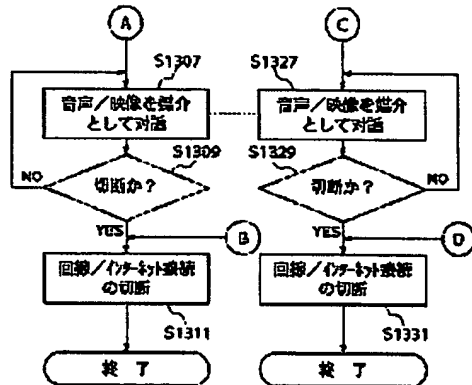 A
C
S1307
S1327
音声／映像を媒介
として対話
音声／映像を媒介
として対話
S1309
S1329
NO
切断か？
切断か？
NO
YES
B
YES
D
回線／インターネット接続
の切断
回線／インターネット接続
の切断
S1311
S1331
終了
終了